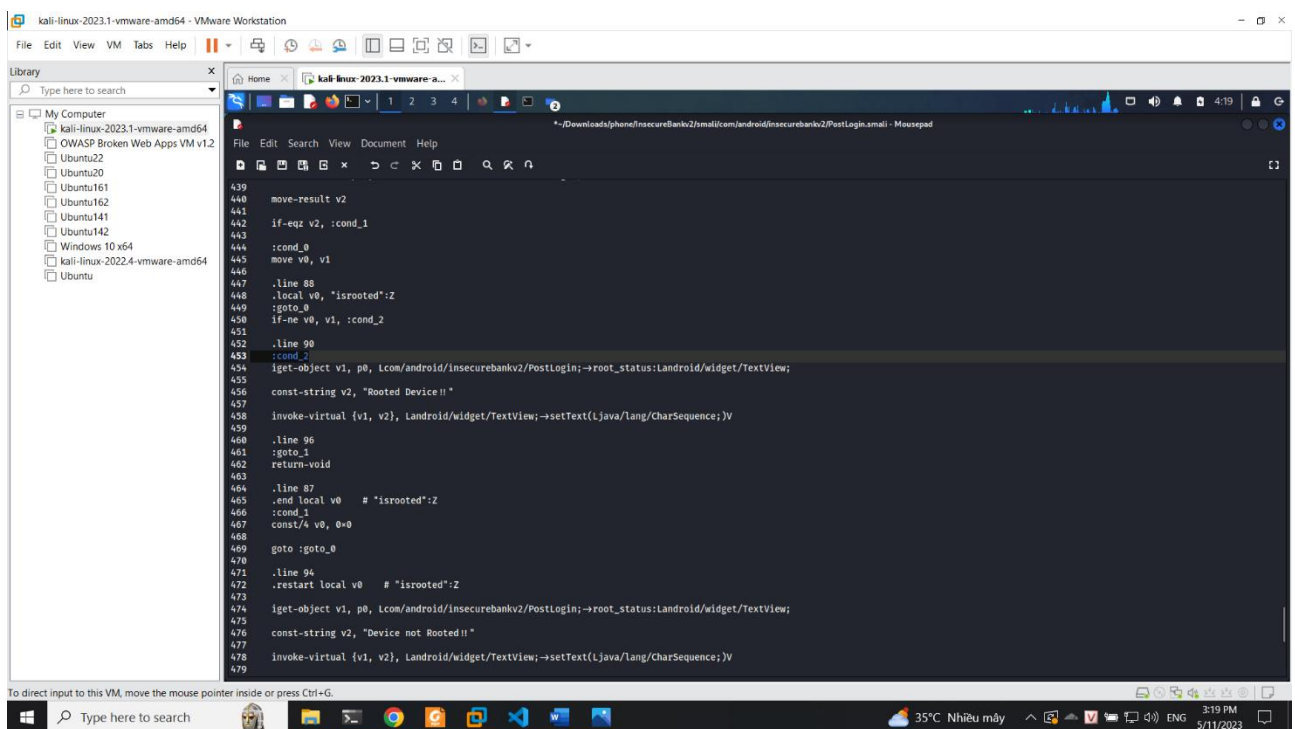 kali-linux-2023.1-vmware-amd64 - VMware Workstation
File Edit View VM Tabs Help
Library X
Type here to search
Home
kali-linux-2023.1-vmware-a...
My Computer
kali-linux-2023.1-vmware-amd64
OWASP Broken Web Apps VM v1.2
Ubuntu22
Ubuntu20
Ubuntu161
Ubuntu162
Ubuntu141
Ubuntu142
Windows 10 x64
kali-linux-2022.4-vmware-amd64
Ubuntu
1 2 3 4
2
4:19
*~/Downloads/phone/InsecureBankv2/smali/com/android/insecurebankv2/PostLogin.smali - Mousepad
File Edit Search View Document Help
439
440 move-result v2
441
442 if-eqz v2, :cond_1
443
444 :cond_0
445 move v0, v1
446
447 .line 88
448 .local v0, "isrooted":Z
449 :goto_0
450 if-ne v0, v1, :cond_2
451
452 .line 90
453 :cond_2
454 iget-object v1, p0, Lcom/android/insecurebankv2/PostLogin;→root_status:Landroid/widget/TextView;
455
456 const-string v2, "Rooted Device!!"
457
458 invoke-virtual {v1, v2}, Landroid/widget/TextView;→setText(Ljava/lang/CharSequence;)V
459
460 .line 96
461 :goto_1
462 return-void
463
464 .line 87
465 .end local v0 # "isrooted":Z
466 :cond_1
467 const/4 v0, 0×0
468
469 goto :goto_0
470
471 .line 94
472 .restart local v0 # "isrooted":Z
473
474 iget-object v1, p0, Lcom/android/insecurebankv2/PostLogin;→root_status:Landroid/widget/TextView;
475
476 const-string v2, "Device not Rooted!!"
477
478 invoke-virtual {v1, v2}, Landroid/widget/TextView;→setText(Ljava/lang/CharSequence;)V
479
To direct input to this VM, move the mouse pointer inside or press Ctrl+G.
Type here to search
35°C Nhiều mây
ENG
3:19 PM
5/11/2023